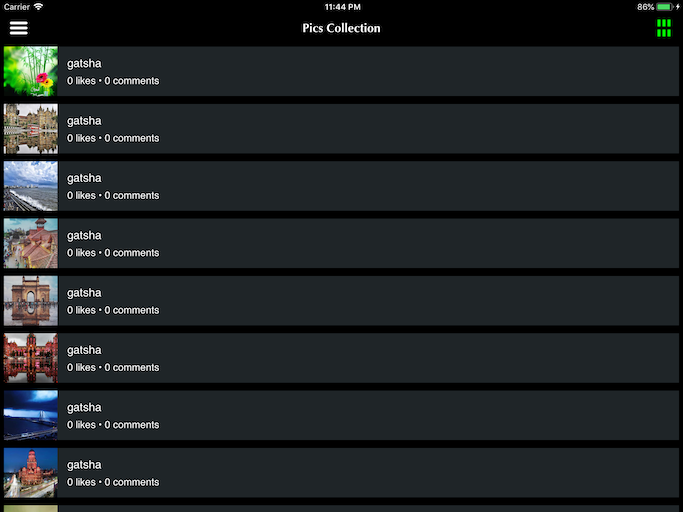 Carrier 11:44 PM 86%
Pics Collection
gatsha
0 likes • 0 comments
gatsha
0 likes • 0 comments
gatsha
0 likes • 0 comments
gatsha
0 likes • 0 comments
gatsha
0 likes • 0 comments
gatsha
0 likes • 0 comments
gatsha
0 likes • 0 comments
gatsha
0 likes • 0 comments